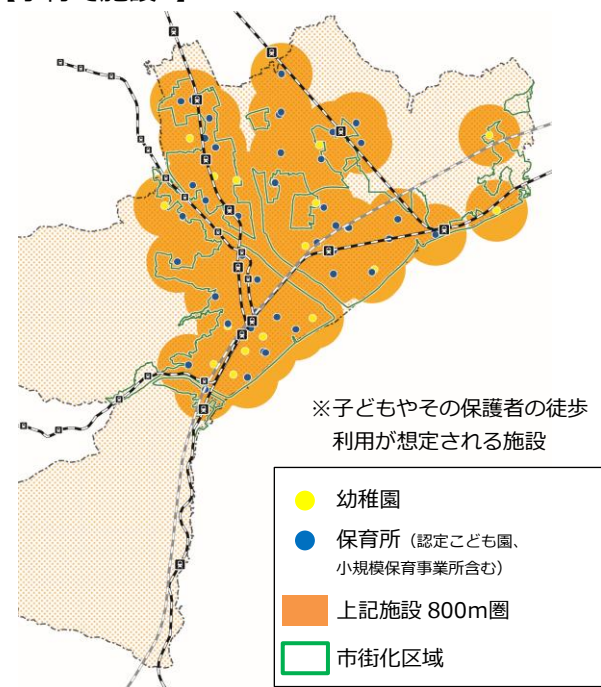 ※子どもやその保護者の徒歩
利用が想定される施設
幼稚園
保育所（認定こども園、
小規模保育事業所含む）
上記施設 800m圏
市街化区域